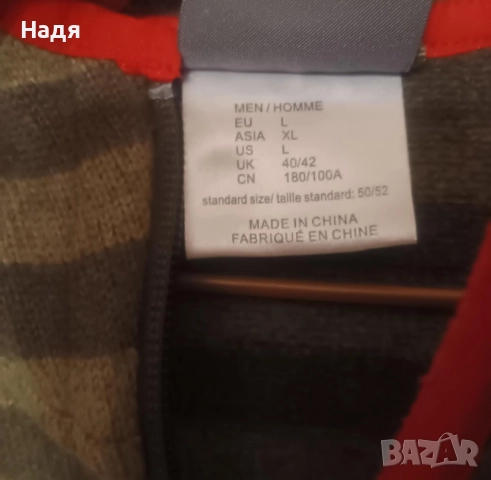 Надя
MEN / HOMME
EU L
ASIA XL
US L
UK 40/42
CN 180/100A
standard size/ taille standard: 50/52
MADE IN CHINA
FABRIQUÉ EN CHINE
BAZAR